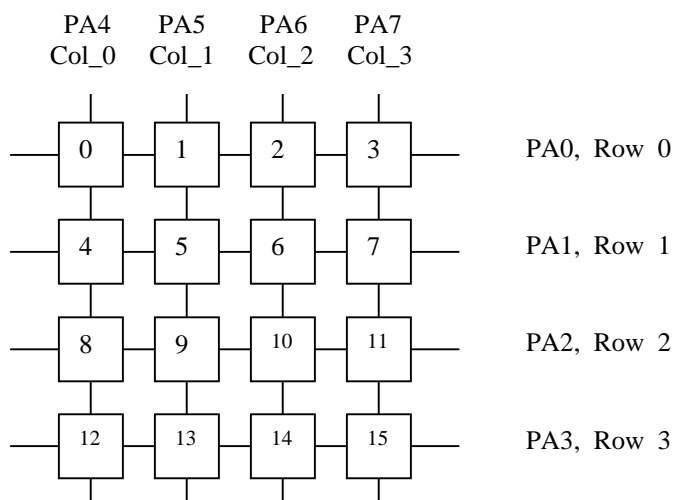 PA4 PA5 PA6 PA7
Col_0 Col_1 Col_2 Col_3
0 1 2 3 PA0, Row 0
4 5 6 7 PA1, Row 1
8 9 10 11 PA2, Row 2
12 13 14 15 PA3, Row 3